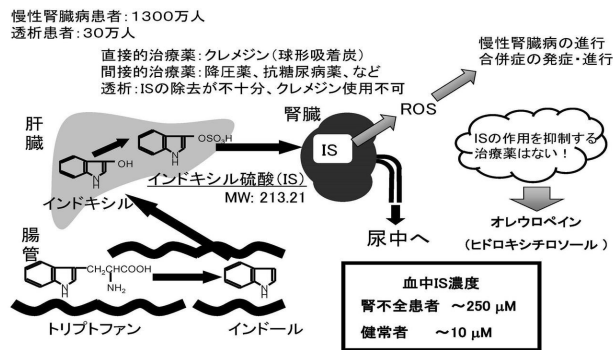 慢性腎臓病患者:1300万人
透析患者:30万人
直接的治療薬:クレメジン(球形吸着炭)
間接的治療薬:降圧薬、抗糖尿病薬、など
透析:ISの除去が不十分、クレメジン使用不可
慢性腎臓病の進行
合併症の発症・進行
ROS
腎臓
IS
肝臓
OH
N
H
インドキシル
OSO₃H
N
H
インドキシル硫酸(IS)
MW: 213.21
ISの作用を抑制する
治療薬はない!
オレウロペイン
(ヒドロキシチロソール)
尿中へ
腸管
CH₂CHCOOH
NH₂
N
H
トリプトファン
N
H
インドール
血中IS濃度
腎不全患者 ~250 μM
健常者 ~10 μM